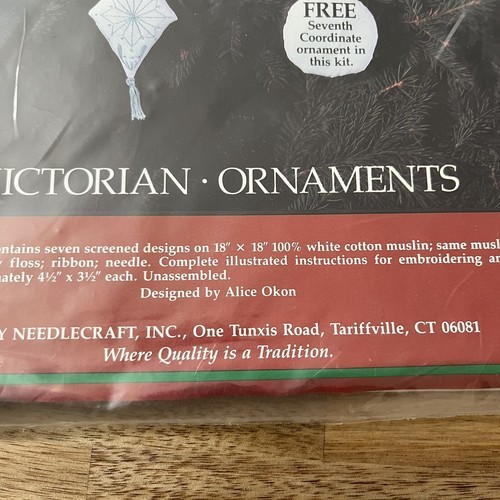 FREE
Seventh
Coordinate
ornament in
this kit.
VICTORIAN · ORNAMENTS
ntains seven screened designs on 18" × 18" 100% white cotton muslin; same musl
floss; ribbon; needle. Complete illustrated instructions for embroidering an
ately 4½" x 3½" each. Unassembled.
Designed by Alice Okon
Y NEEDLECRAFT, INC., One Tunxis Road, Tariffville, CT 06081
Where Quality is a Tradition.